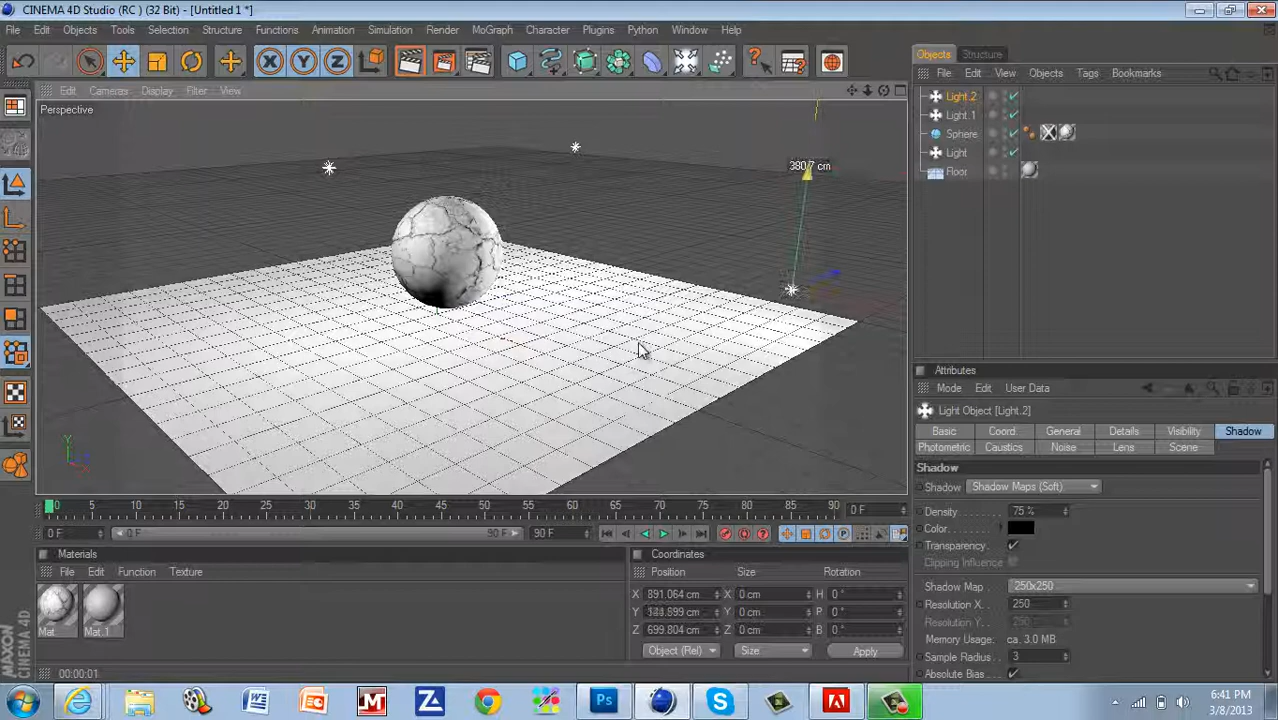 CINEMA 4D Studio (RC ) (32 Bit) - [Untitled 1 *]
File Edit Objects Tools Selection Structure Functions Animation Simulation Render MoGraph Character Plugins Python Window Help
Edit Cameras Display Filter View
Perspective
380.7 cm
Y
Objects Structure
File Edit View Objects Tags Bookmarks
Light.2
Light.1
Sphere
Light
Floor
Attributes
Mode Edit User Data
Light Object [Light.2]
Basic Coord. General Details Visibility Shadow
Photometric Caustics Noise Lens Scene
Shadow
Shadow Shadow Maps (Soft)
Density 75 %
Color
Transparency
Clipping Influence
Shadow Map 250x250
Resolution X 250
Resolution Y 250
Memory Usage: ca. 3.0 MB
Sample Radius 3
Absolute Bias
0 5 10 15 20 25 30 35 40 45 50 55 60 65 70 75 80 85 90 0 F
0 F 0 F 90 F 90 F
Materials
File Edit Function Texture
Mat
Mat.1
Coordinates
Position Size Rotation
X 891.064 cm X 0 cm H 0 °
Y cm Y 0 cm P 0 °
Z 699.804 cm Z 0 cm B 0 °
Object (Rel) Size Apply
MAXON
CINEMA 4D
00:00:01
6:41 PM
3/8/2013